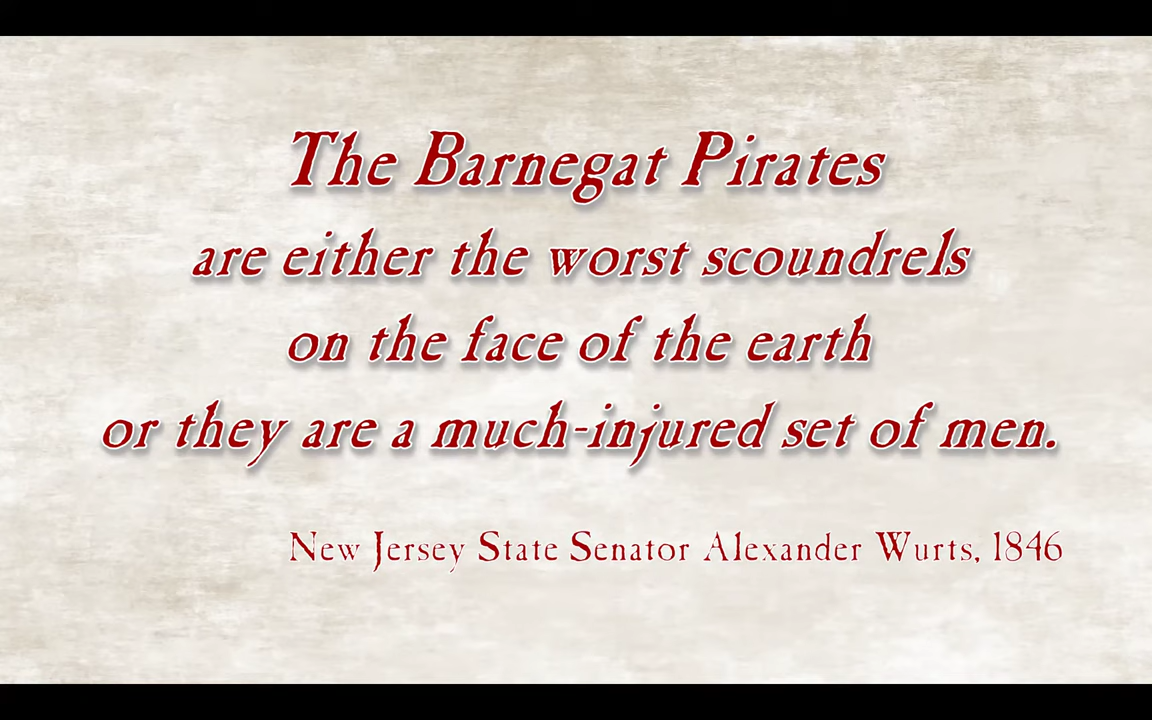 The Barnegat Pirates
are either the worst scoundrels
on the face of the earth
or they are a much-injured set of men.
New Jersey State Senator Alexander Wurts, 1846